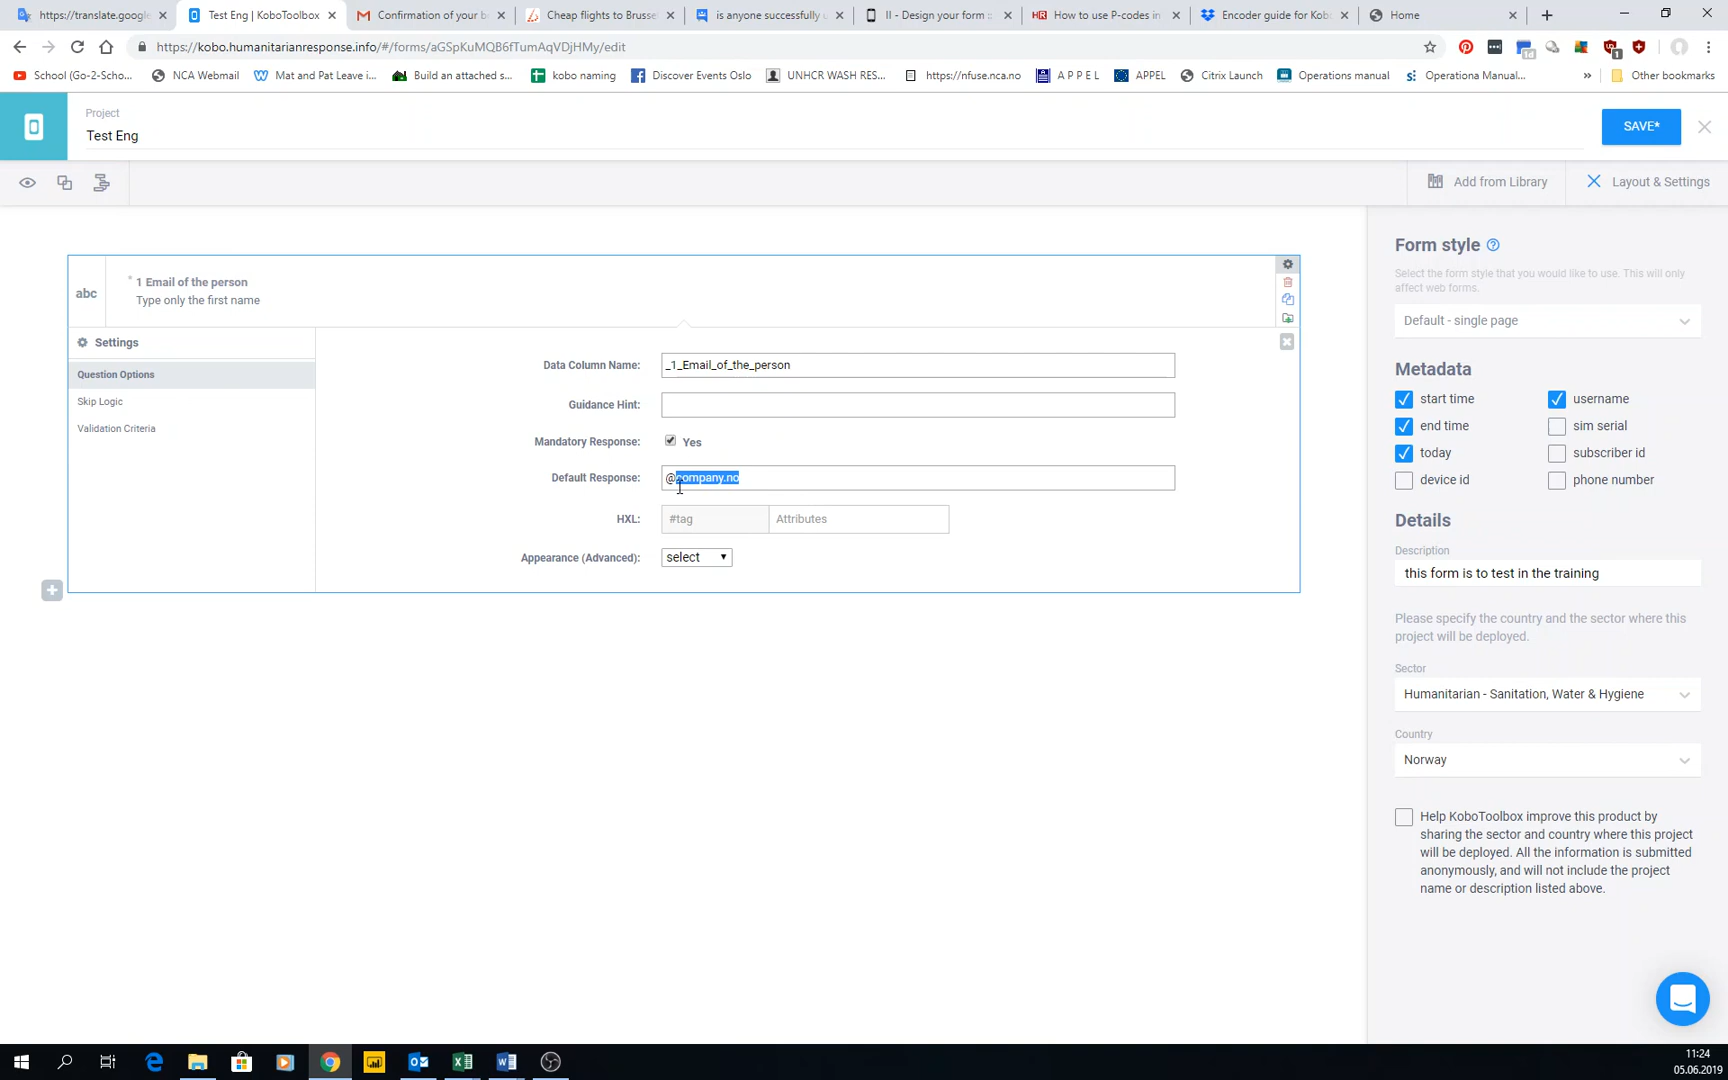 https://translate.google.
Test Eng | KoboToolbox
Confirmation of your b
Cheap flights to Brusse
is anyone successfully u
II - Design your form
How to use P-codes in
Encoder guide for Kob
Home
https://kobo.humanitarianresponse.info/#/forms/aGSpKuMQB6fTumAqVDjHMy/edit
School (Go-2-Scho...
NCA Webmail
Mat and Pat Leave i...
Build an attached s...
kobo naming
Discover Events Oslo
UNHCR WASH RES...
https://nfuse.nca.no
A P P E L
APPEL
Citrix Launch
Operations manual
Operationa Manual...
»
Other bookmarks
Project
Test Eng
SAVE*
Add from Library
Layout & Settings
abc
* 1 Email of the person
Type only the first name
Settings
Question Options
Skip Logic
Validation Criteria
Data Column Name:
_1_Email_of_the_person
Guidance Hint:
Mandatory Response:
Yes
Default Response:
@company.no
HXL:
#tag
Attributes
Appearance (Advanced):
select
Form style
Select the form style that you would like to use. This will only
affect web forms.
Default - single page
Metadata
start time
username
end time
sim serial
today
subscriber id
device id
phone number
Details
Description
this form is to test in the training
Please specify the country and the sector where this
project will be deployed.
Sector
Humanitarian - Sanitation, Water & Hygiene
Country
Norway
Help KoboToolbox improve this product by
sharing the sector and country where this project
will be deployed. All the information is submitted
anonymously, and will not include the project
name or description listed above.
11:24
05.06.2019